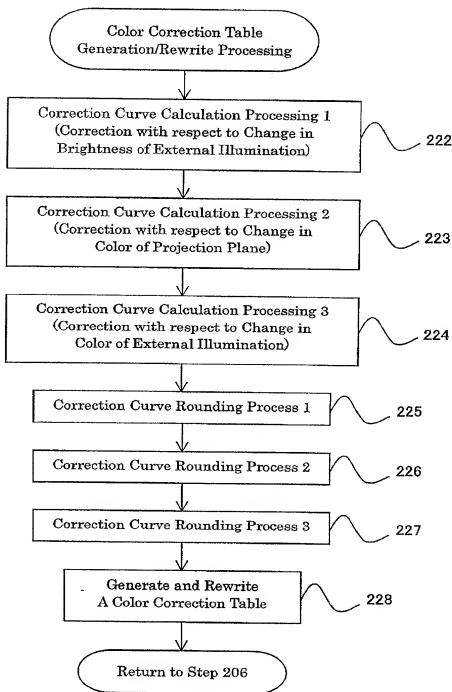 Color Correction Table
Generation/Rewrite Processing
Correction Curve Calculation Processing 1
(Correction with respect to Change in
Brightness of External Illumination)
222
Correction Curve Calculation Processing 2
(Correction with respect to Change in
Color of Projection Plane)
223
Correction Curve Calculation Processing 3
(Correction with respect to Change in
Color of External Illumination)
224
Correction Curve Rounding Process 1
225
Correction Curve Rounding Process 2
226
Correction Curve Rounding Process 3
227
Generate and Rewrite
A Color Correction Table
228
Return to Step 206